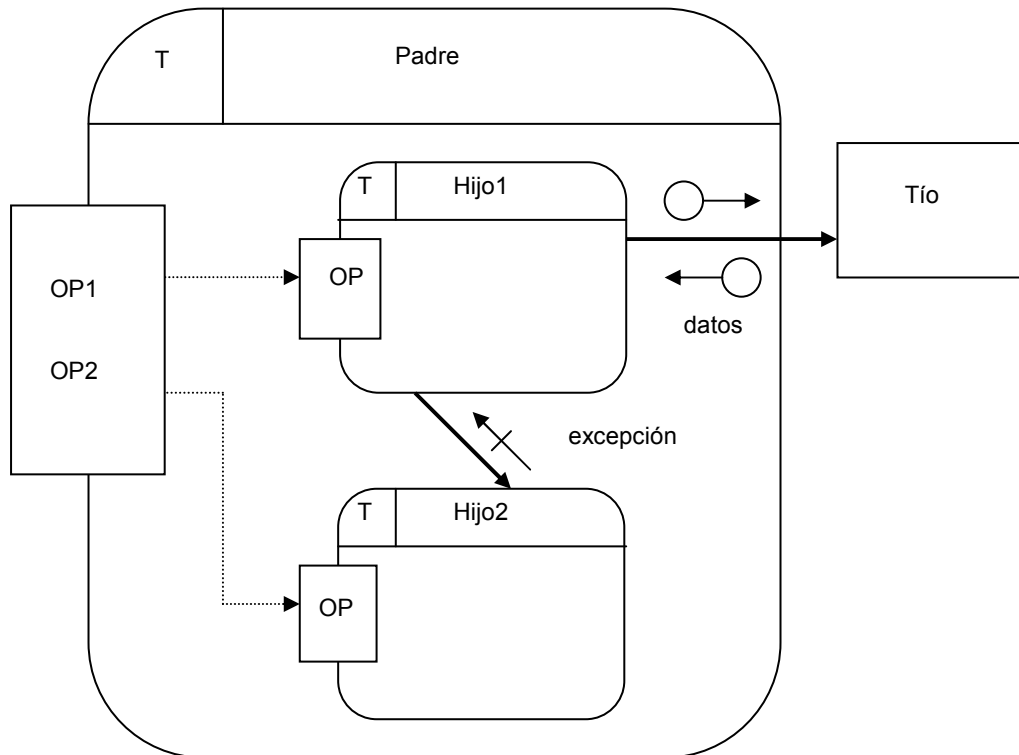 T
Padre
T
Hijo1
Tío
OP1
OP
datos
OP2
excepción
T
Hijo2
OP